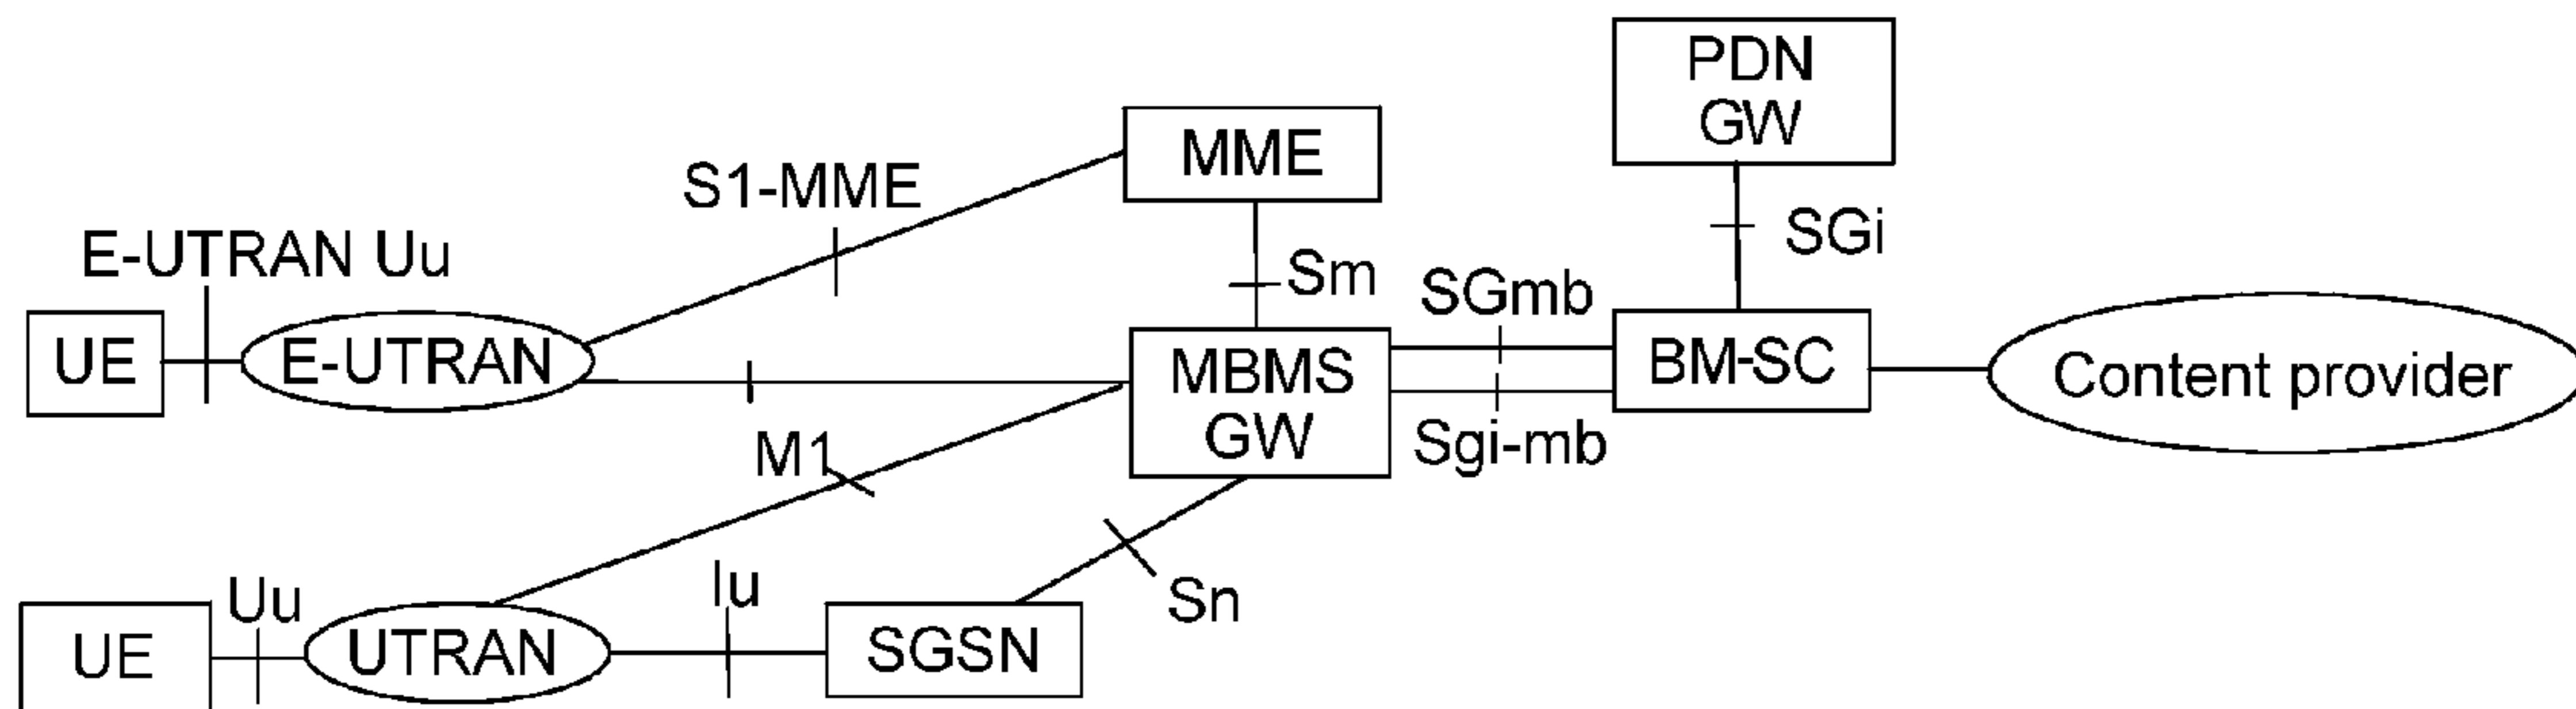 PDN
GW
MME
S1-MME
SGi
E-UTRAN Uu
Sm
SGmb
UE
E-UTRAN
MBMS
GW
BM-SC
Content provider
M1
Sgi-mb
Sn
Uu
Iu
UE
UTRAN
SGSN